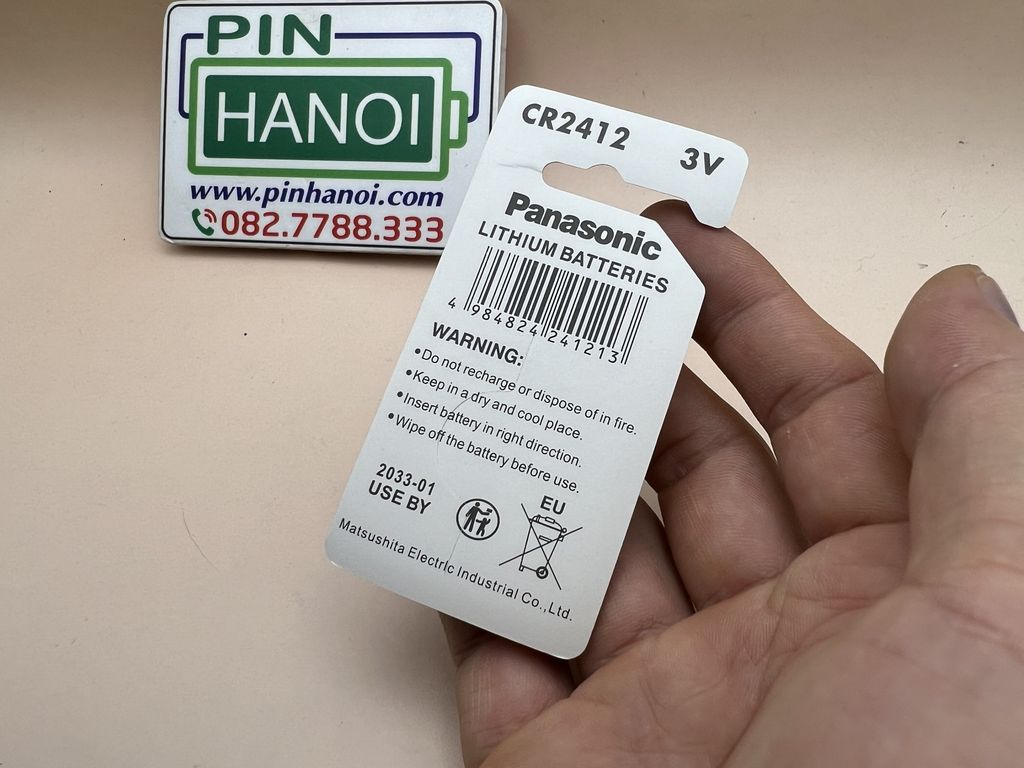 PIN
HANOI
www.pinhanoi.com
082.7788.333
CR2412
3V
Panasonic
LITHIUM BATTERIES
4 984824 241213
WARNING:
•Do not recharge or dispose of in fire.
•Keep in a dry and cool place.
•Insert battery in right direction.
•Wipe off the battery before use.
2033-01
USE BY
EU
Matsushita Electric Industrial Co.,Ltd.